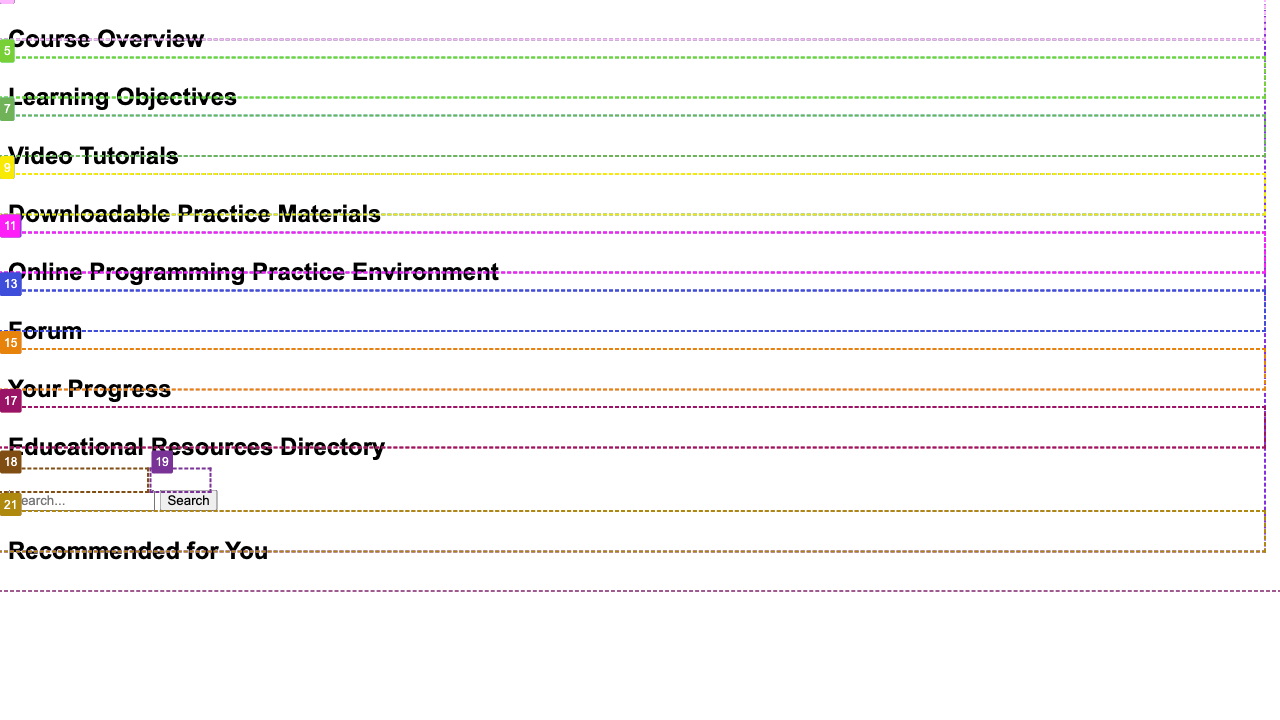 Course Overview
5
Learning Objectives
7
Video Tutorials
9
Downloadable Practice Materials
11
Online Programming Practice Environment
13
Forum
15
Your Progress
17
Educational Resources Directory
18 19
Search... Search
21
Recommended for You